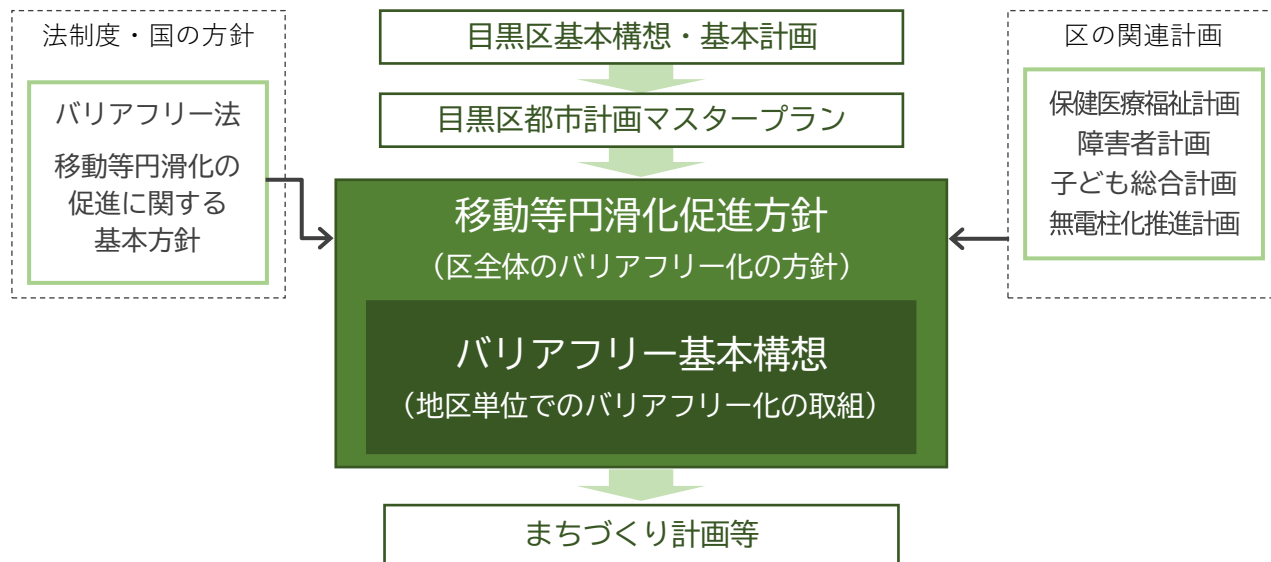 法制度・国の方針
バリアフリー法
移動等円滑化の
促進に関する
基本方針
目黒区基本構想・基本計画
目黒区都市計画マスタープラン
移動等円滑化促進方針
（区全体のバリアフリー化の方針）
バリアフリー基本構想
（地区単位でのバリアフリー化の取組）
まちづくり計画等
区の関連計画
保健医療福祉計画
障害者計画
子ども総合計画
無電柱化推進計画